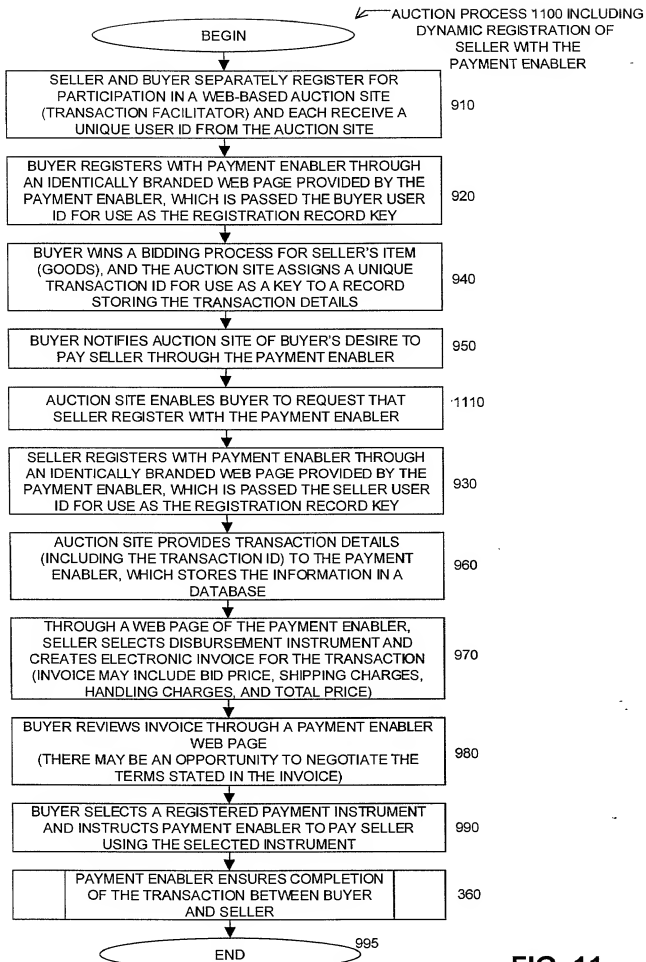 AUCTION PROCESS 1100 INCLUDING
DYNAMIC REGISTRATION OF
SELLER WITH THE
PAYMENT ENABLER
BEGIN
SELLER AND BUYER SEPARATELY REGISTER FOR
PARTICIPATION IN A WEB-BASED AUCTION SITE
(TRANSACTION FACILITATOR) AND EACH RECEIVE A
UNIQUE USER ID FROM THE AUCTION SITE
910
BUYER REGISTERS WITH PAYMENT ENABLER THROUGH
AN IDENTICALLY BRANDED WEB PAGE PROVIDED BY THE
PAYMENT ENABLER, WHICH IS PASSED THE BUYER USER
ID FOR USE AS THE REGISTRATION RECORD KEY
920
BUYER WINS A BIDDING PROCESS FOR SELLER'S ITEM
(GOODS), AND THE AUCTION SITE ASSIGNS A UNIQUE
TRANSACTION ID FOR USE AS A KEY TO A RECORD
STORING THE TRANSACTION DETAILS
940
BUYER NOTIFIES AUCTION SITE OF BUYER'S DESIRE TO
PAY SELLER THROUGH THE PAYMENT ENABLER
950
AUCTION SITE ENABLES BUYER TO REQUEST THAT
SELLER REGISTER WITH THE PAYMENT ENABLER
1110
SELLER REGISTERS WITH PAYMENT ENABLER THROUGH
AN IDENTICALLY BRANDED WEB PAGE PROVIDED BY THE
PAYMENT ENABLER, WHICH IS PASSED THE SELLER USER
ID FOR USE AS THE REGISTRATION RECORD KEY
930
AUCTION SITE PROVIDES TRANSACTION DETAILS
(INCLUDING THE TRANSACTION ID) TO THE PAYMENT
ENABLER, WHICH STORES THE INFORMATION IN A
DATABASE
960
THROUGH A WEB PAGE OF THE PAYMENT ENABLER,
SELLER SELECTS DISBURSEMENT INSTRUMENT AND
CREATES ELECTRONIC INVOICE FOR THE TRANSACTION
(INVOICE MAY INCLUDE BID PRICE, SHIPPING CHARGES,
HANDLING CHARGES, AND TOTAL PRICE)
970
BUYER REVIEWS INVOICE THROUGH A PAYMENT ENABLER
WEB PAGE
(THERE MAY BE AN OPPORTUNITY TO NEGOTIATE THE
TERMS STATED IN THE INVOICE)
980
BUYER SELECTS A REGISTERED PAYMENT INSTRUMENT
AND INSTRUCTS PAYMENT ENABLER TO PAY SELLER
USING THE SELECTED INSTRUMENT
990
PAYMENT ENABLER ENSURES COMPLETION
OF THE TRANSACTION BETWEEN BUYER
AND SELLER
360
END
995
FIG. 11